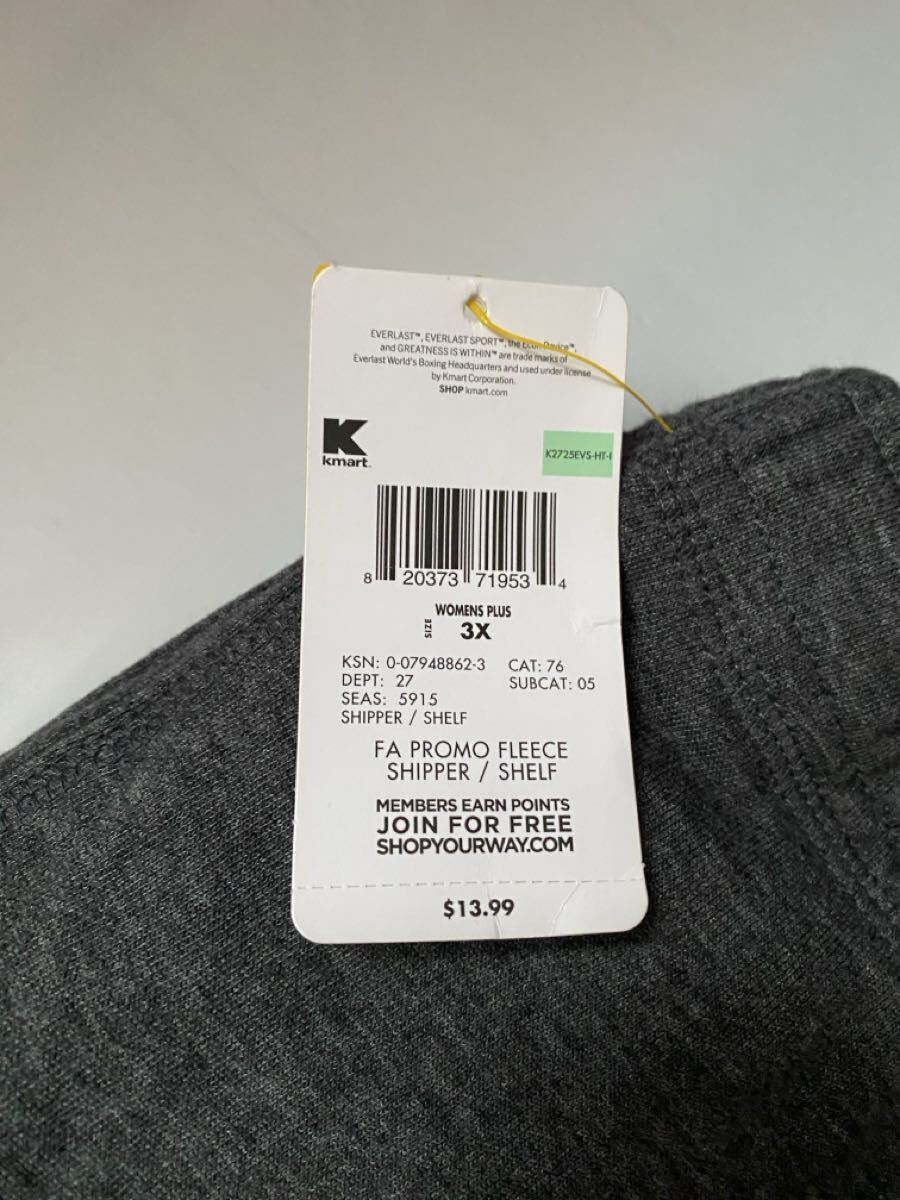 EVERLAST™, EVERLAST SPORT™, the
and GREATNESS IS WITHIN™ are trade marks of
Everlast World's Boxing Headquarters and used under license
by Kmart Corporation.
SHOP kmart.com
K
kmart
K2725EVS-HT-I
8 20373 71953 4
WOMENS PLUS
SIZE 3X
KSN: 0-07948862-3 CAT: 76
DEPT: 27 SUBCAT: 05
SEAS: 5915
SHIPPER / SHELF
FA PROMO FLEECE
SHIPPER / SHELF
MEMBERS EARN POINTS
JOIN FOR FREE
SHOPYOURWAY.COM
$13.99